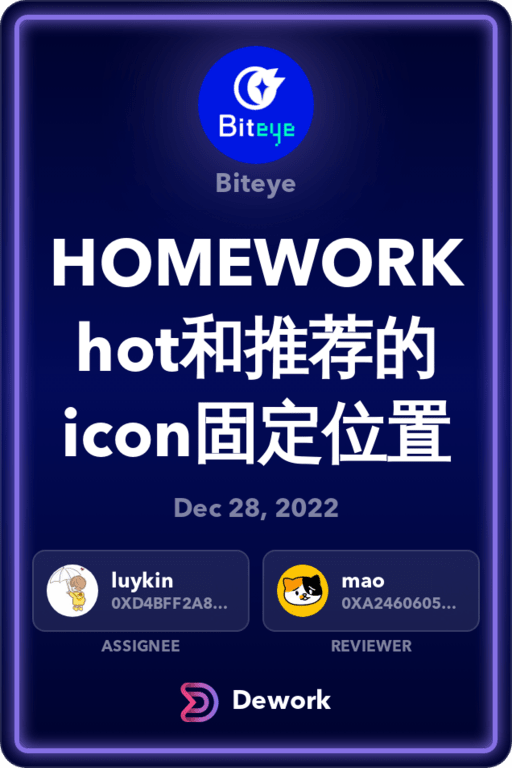 Biteye
Biteye
HOMEWORK
hot和推荐的
icon固定位置
Dec 28, 2022
luykin
0XD4BFF2A8...
ASSIGNEE
mao
0XA2460605...
REVIEWER
Dework